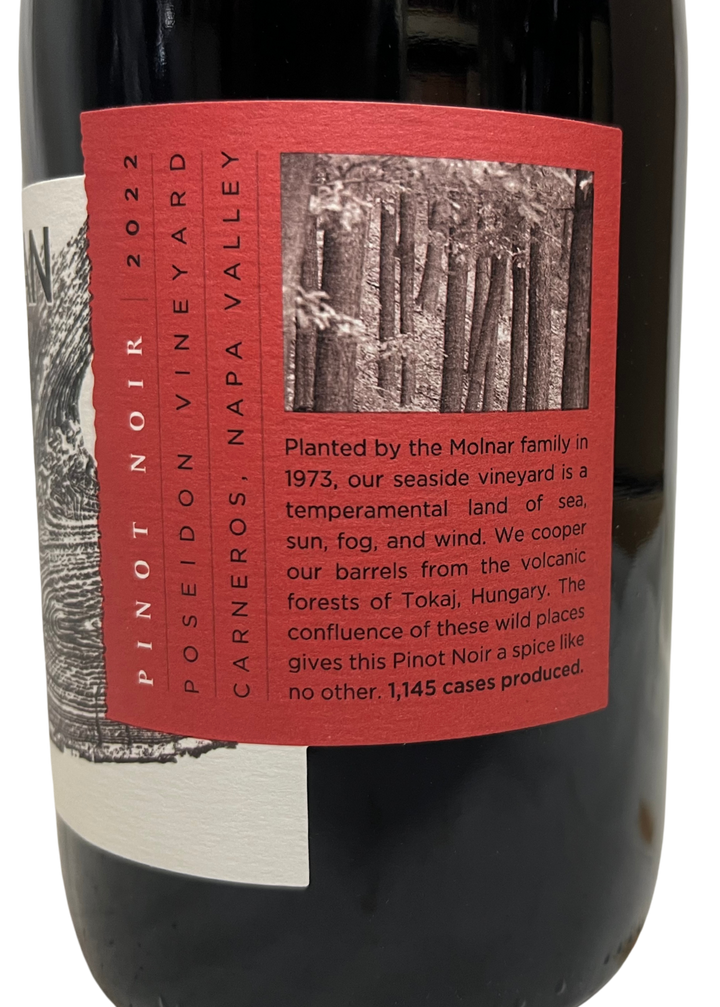 PINOT NOIR | 2022
POSEIDON VINEYARD
CARNEROS, NAPA VALLEY
Planted by the Molnar family in
1973, our seaside vineyard is a
temperamental land of sea,
sun, fog, and wind. We cooper
our barrels from the volcanic
forests of Tokaj, Hungary. The
confluence of these wild places
gives this Pinot Noir a spice like
no other. 1,145 cases produced.